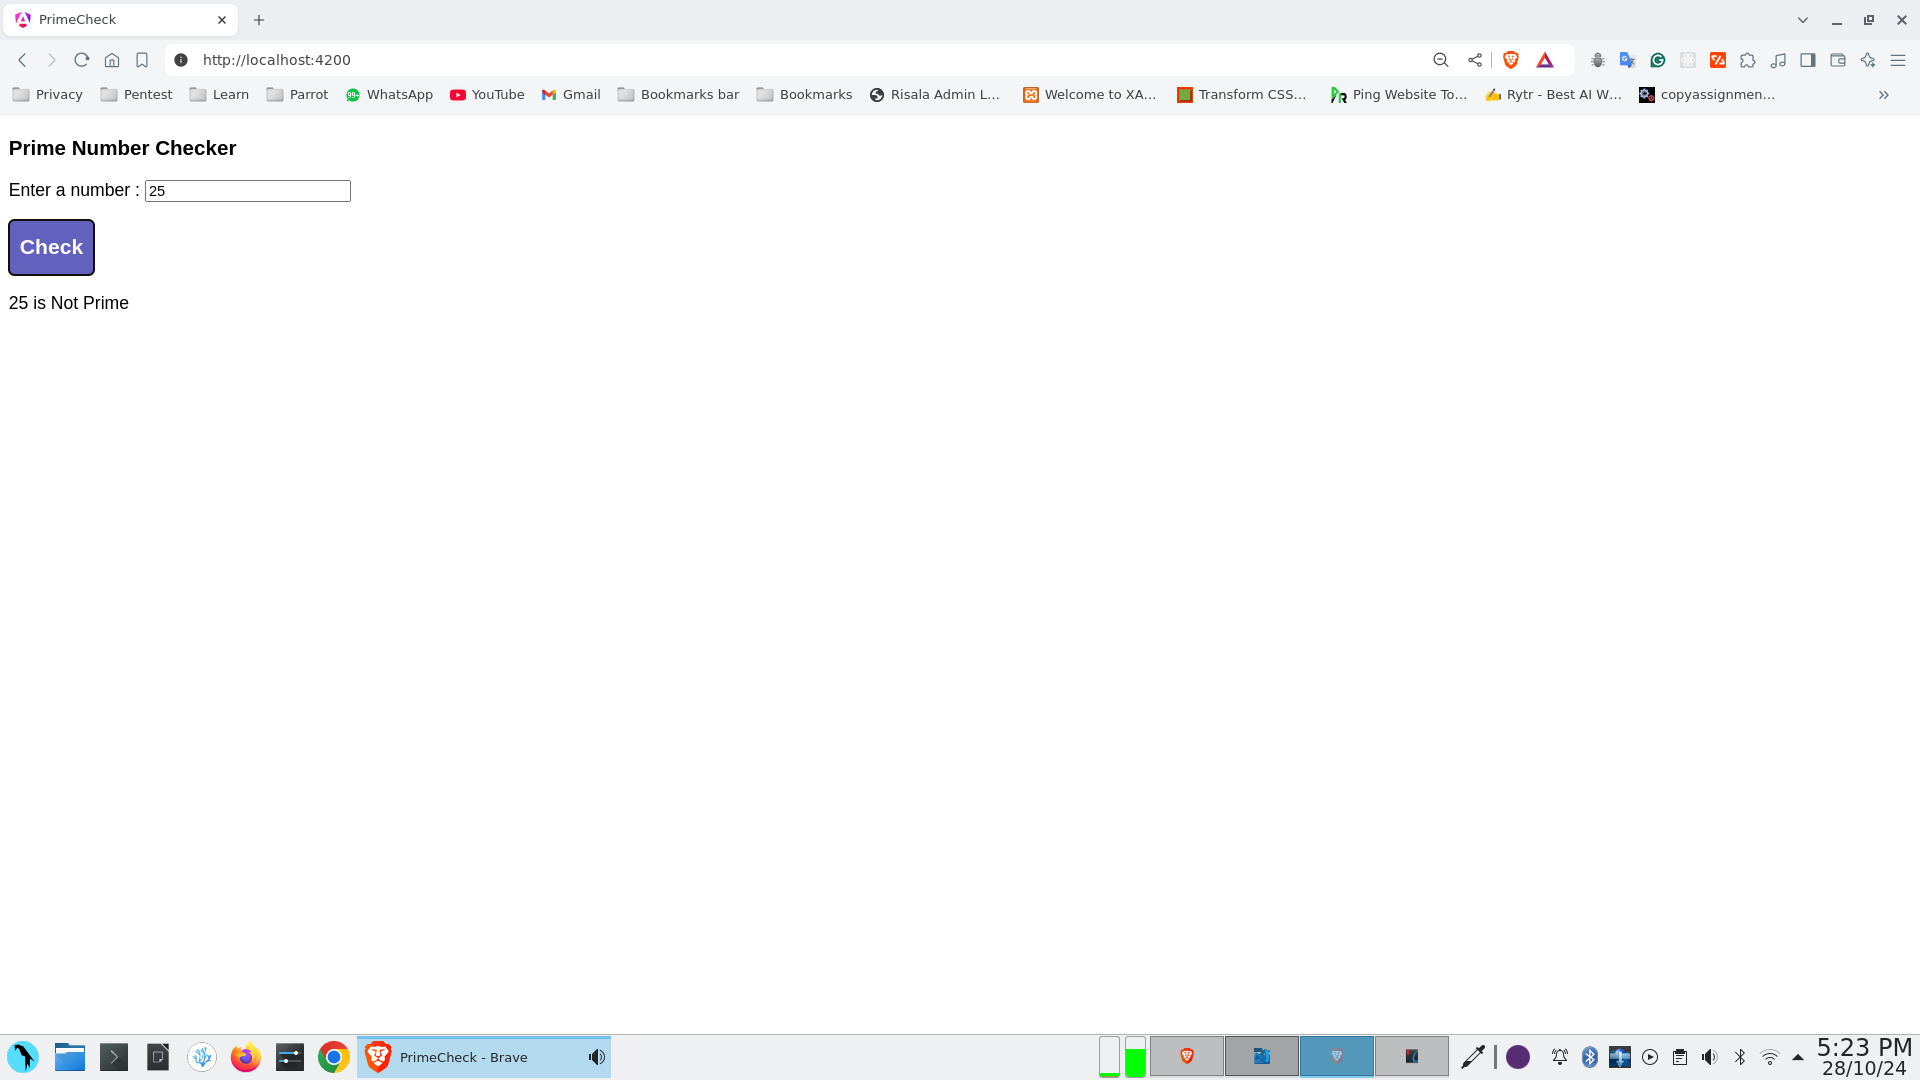 PrimeCheck
http://localhost:4200
Privacy Pentest Learn Parrot WhatsApp YouTube Gmail Bookmarks bar Bookmarks Risala Admin L... Welcome to XA... Transform CSS... Ping Website To... Rytr - Best AI W... copyassignmen...
Prime Number Checker
Enter a number : 25
Check
25 is Not Prime
PrimeCheck - Brave
5:23 PM
28/10/24